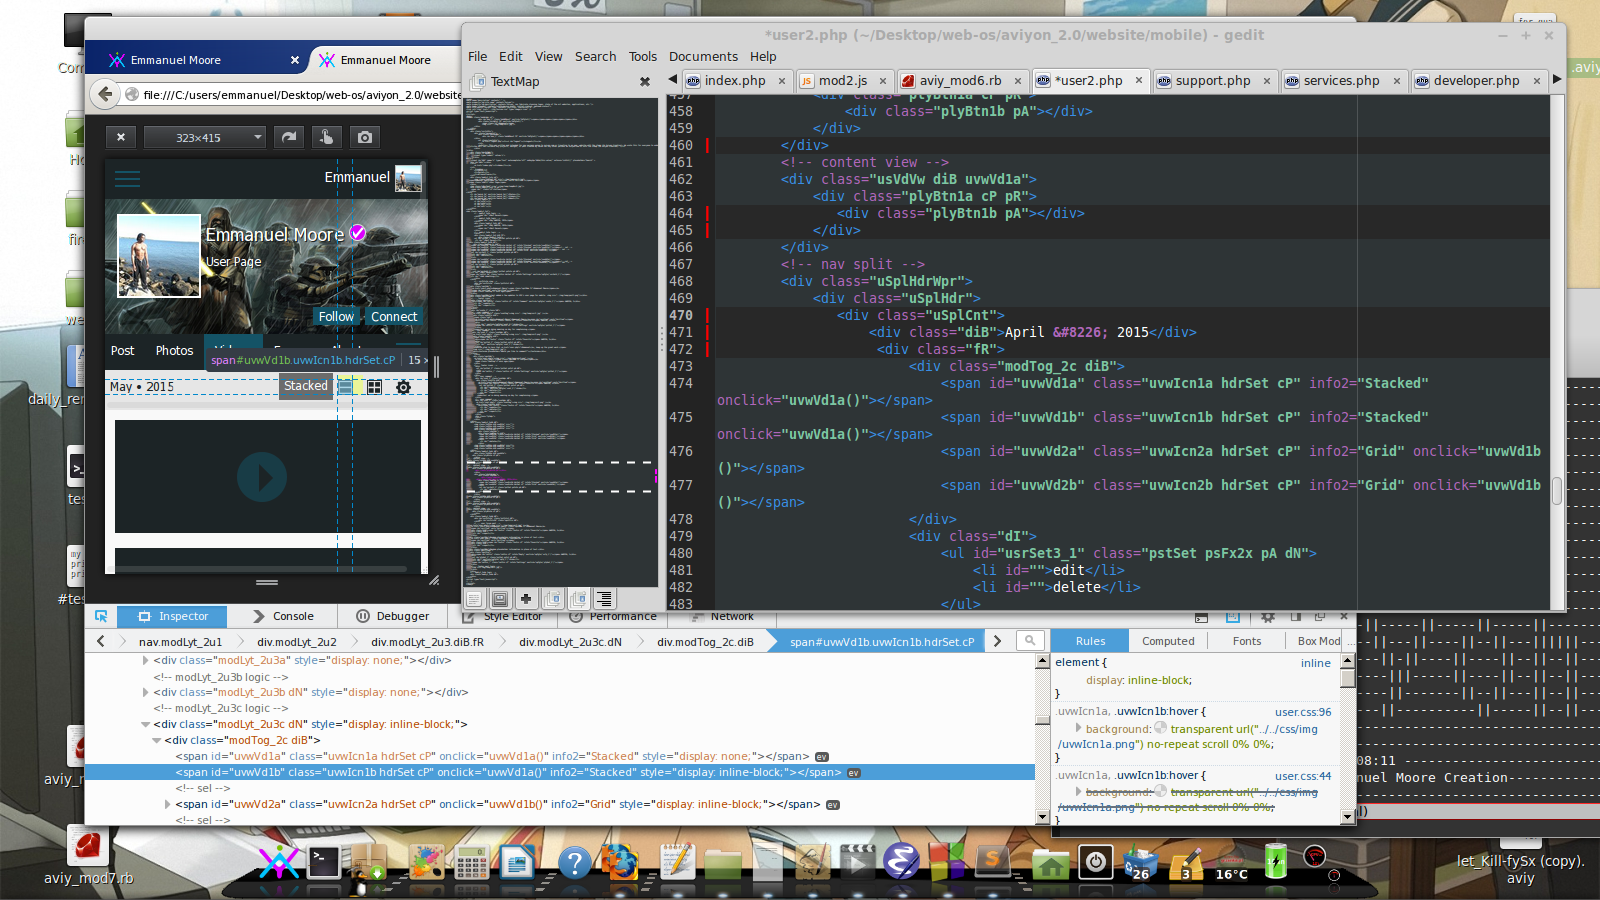 *user2.php (~/Desktop/web-os/aviyon_2.0/website/mobile) - gedit
File Edit View Search Tools Documents Help
TextMap
index.php
mod2.js
aviy_mod6.rb
*user2.php
support.php
services.php
developer.php
Emmanuel Moore
Emmanuel Moore
file:///C:/users/emmanuel/Desktop/web-os/aviyon_2.0/website
323×415
Emmanuel
Emmanuel Moore
User Page
Follow Connect
Post Photos
span#uvwVd1b.uvwIcn1b.hdrSet.cP 15 ×
May • 2015
Stacked
458 <div class="plyBtn1b pA"></div>
459 </div>
460 </div>
461 <!-- content view -->
462 <div class="usVdVw diB uvwVd1a">
463 <div class="plyBtn1a cP pR">
464 <div class="plyBtn1b pA"></div>
465 </div>
466 </div>
467 <!-- nav split -->
468 <div class="uSplHdrWpr">
469 <div class="uSplHdr">
470 <div class="uSplCnt">
471 <div class="diB">April &#8226; 2015</div>
472 <div class="fR">
473 <div class="modTog_2c diB">
474 <span id="uvwVd1a" class="uvwIcn1a hdrSet cP" info2="Stacked"
onclick="uvwVd1a()"></span>
475 <span id="uvwVd1b" class="uvwIcn1b hdrSet cP" info2="Stacked"
onclick="uvwVd1a()"></span>
476 <span id="uvwVd2a" class="uvwIcn2a hdrSet cP" info2="Grid" onclick="uvwVd1b
()"></span>
477 <span id="uvwVd2b" class="uvwIcn2b hdrSet cP" info2="Grid" onclick="uvwVd1b
()"></span>
478 </div>
479 <div class="dI">
480 <ul id="usrSet3_1" class="pstSet psFx2x pA dN">
481 <li id="">edit</li>
482 <li id="">delete</li>
483 </ul>
Inspector Console Debugger Style Editor Performance Network
nav.modLyt_2u1 div.modLyt_2u2 div.modLyt_2u3.diB.fR div.modLyt_2u3c.dN div.modTog_2c.diB span#uvwVd1b.uvwIcn1b.hdrSet.cP
<div class="modLyt_2u3a" style="display: none;"></div>
<!-- modLyt_2u3b logic -->
<div class="modLyt_2u3b dN" style="display: none;"></div>
<!-- modLyt_2u3c logic -->
<div class="modLyt_2u3c dN" style="display: inline-block;">
<div class="modTog_2c diB">
<span id="uvwVd1a" class="uvwIcn1a hdrSet cP" onclick="uvwVd1a()" info2="Stacked" style="display: none;"></span> ev
<span id="uvwVd1b" class="uvwIcn1b hdrSet cP" onclick="uvwVd1a()" info2="Stacked" style="display: inline-block;"></span> ev
<!-- sel -->
<span id="uvwVd2a" class="uvwIcn2a hdrSet cP" onclick="uvwVd1b()" info2="Grid" style="display: inline-block;"></span> ev
<!-- sel -->
Rules Computed Fonts Box Mod
element { inline
display: inline-block;
}
.uvwIcn1a, .uvwIcn1b:hover { user.css:96
background: transparent url("../../css/img
/uvwIcn1a.png") no-repeat scroll 0% 0%;
}
.uvwIcn1a, .uvwIcn1b:hover { user.css:44
background: transparent url("../../css/img
/uvwIcn1a.png") no-repeat scroll 0% 0%;
}
08:11
nuel Moore Creation
aviy_mod7.rb
let_Kill-fySx (copy).
aviy
26
3
16°C